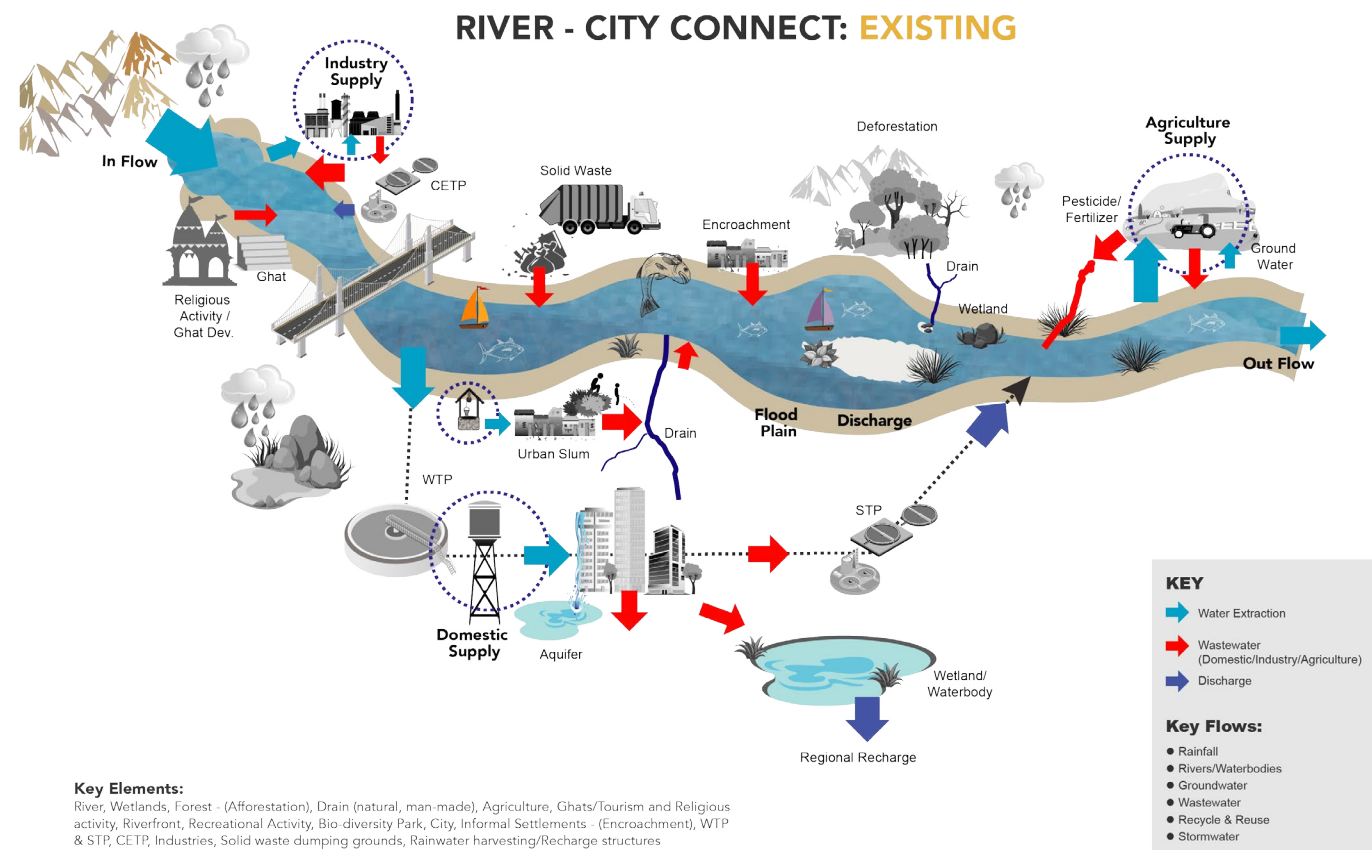 RIVER - CITY CONNECT: EXISTING
Industry
Supply
In Flow
CETP
Religious
Activity /
Ghat Dev.
Ghat
Solid Waste
Encroachment
Deforestation
Drain
Wetland
Pesticide/
Fertilizer
Agriculture
Supply
Ground
Water
Out Flow
Flood
Plain
Discharge
Urban Slum
Drain
WTP
Domestic
Supply
Aquifer
STP
Wetland/
Waterbody
Regional Recharge
KEY
Water Extraction
Wastewater
(Domestic/Industry/Agriculture)
Discharge
Key Flows:
● Rainfall
● Rivers/Waterbodies
● Groundwater
● Wastewater
● Recycle & Reuse
● Stormwater
Key Elements:
River, Wetlands, Forest - (Afforestation), Drain (natural, man-made), Agriculture, Ghats/Tourism and Religious
activity, Riverfront, Recreational Activity, Bio-diversity Park, City, Informal Settlements - (Encroachment), WTP
& STP, CETP, Industries, Solid waste dumping grounds, Rainwater harvesting/Recharge structures